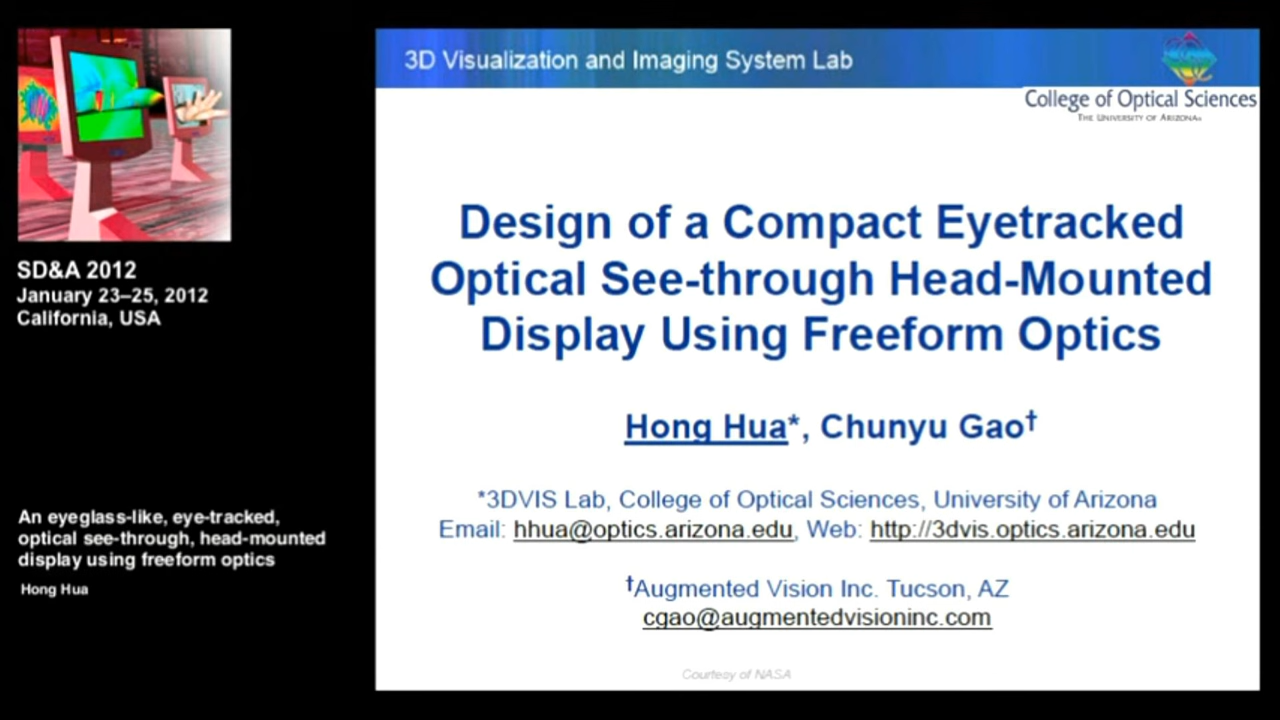 SD&A 2012
January 23–25, 2012
California, USA
An eyeglass-like, eye-tracked,
optical see-through, head-mounted
display using freeform optics
Hong Hua
3D Visualization and Imaging System Lab
College of Optical Sciences
THE UNIVERSITY OF ARIZONA®
Design of a Compact Eyetracked
Optical See-through Head-Mounted
Display Using Freeform Optics
Hong Hua*, Chunyu Gao†
*3DVIS Lab, College of Optical Sciences, University of Arizona
Email: hhua@optics.arizona.edu, Web: http://3dvis.optics.arizona.edu
†Augmented Vision Inc. Tucson, AZ
cgao@augmentedvisioninc.com
Courtesy of NASA